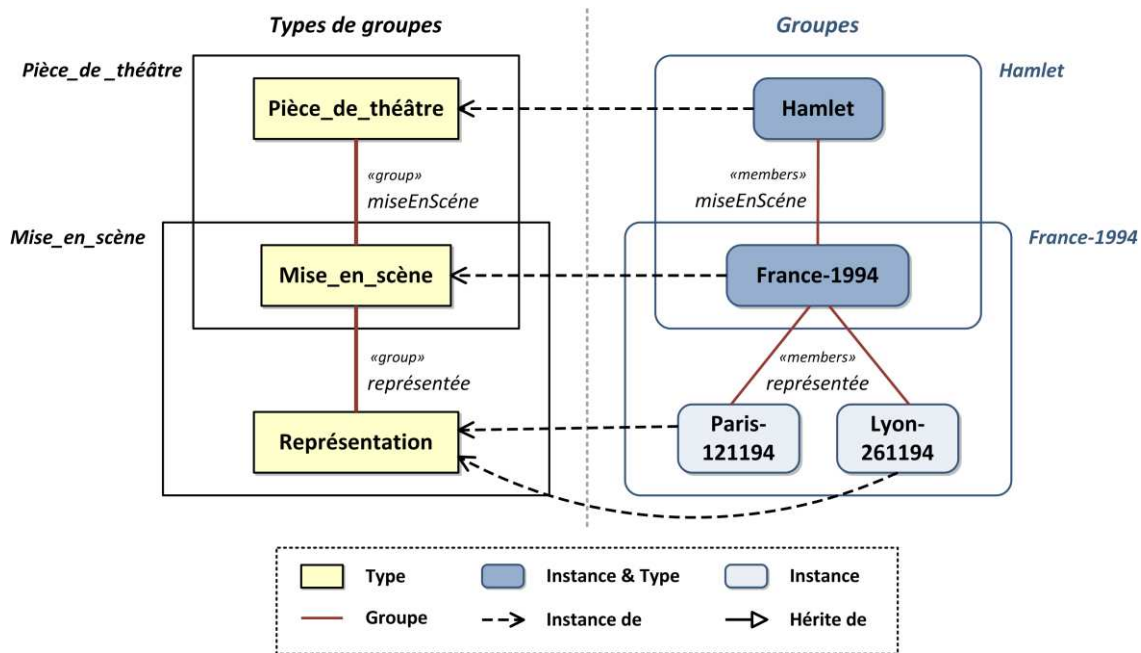 Types de groupes
Groupes
Pièce_de _théâtre
Hamlet
Pièce_de_théâtre
Hamlet
«group»
miseEnScéne
«members»
miseEnScéne
Mise_en_scène
France-1994
Mise_en_scène
France-1994
«group»
représentée
«members»
représentée
Représentation
Paris-
121194
Lyon-
261194
Type
Instance & Type
Instance
Groupe
Instance de
Hérite de